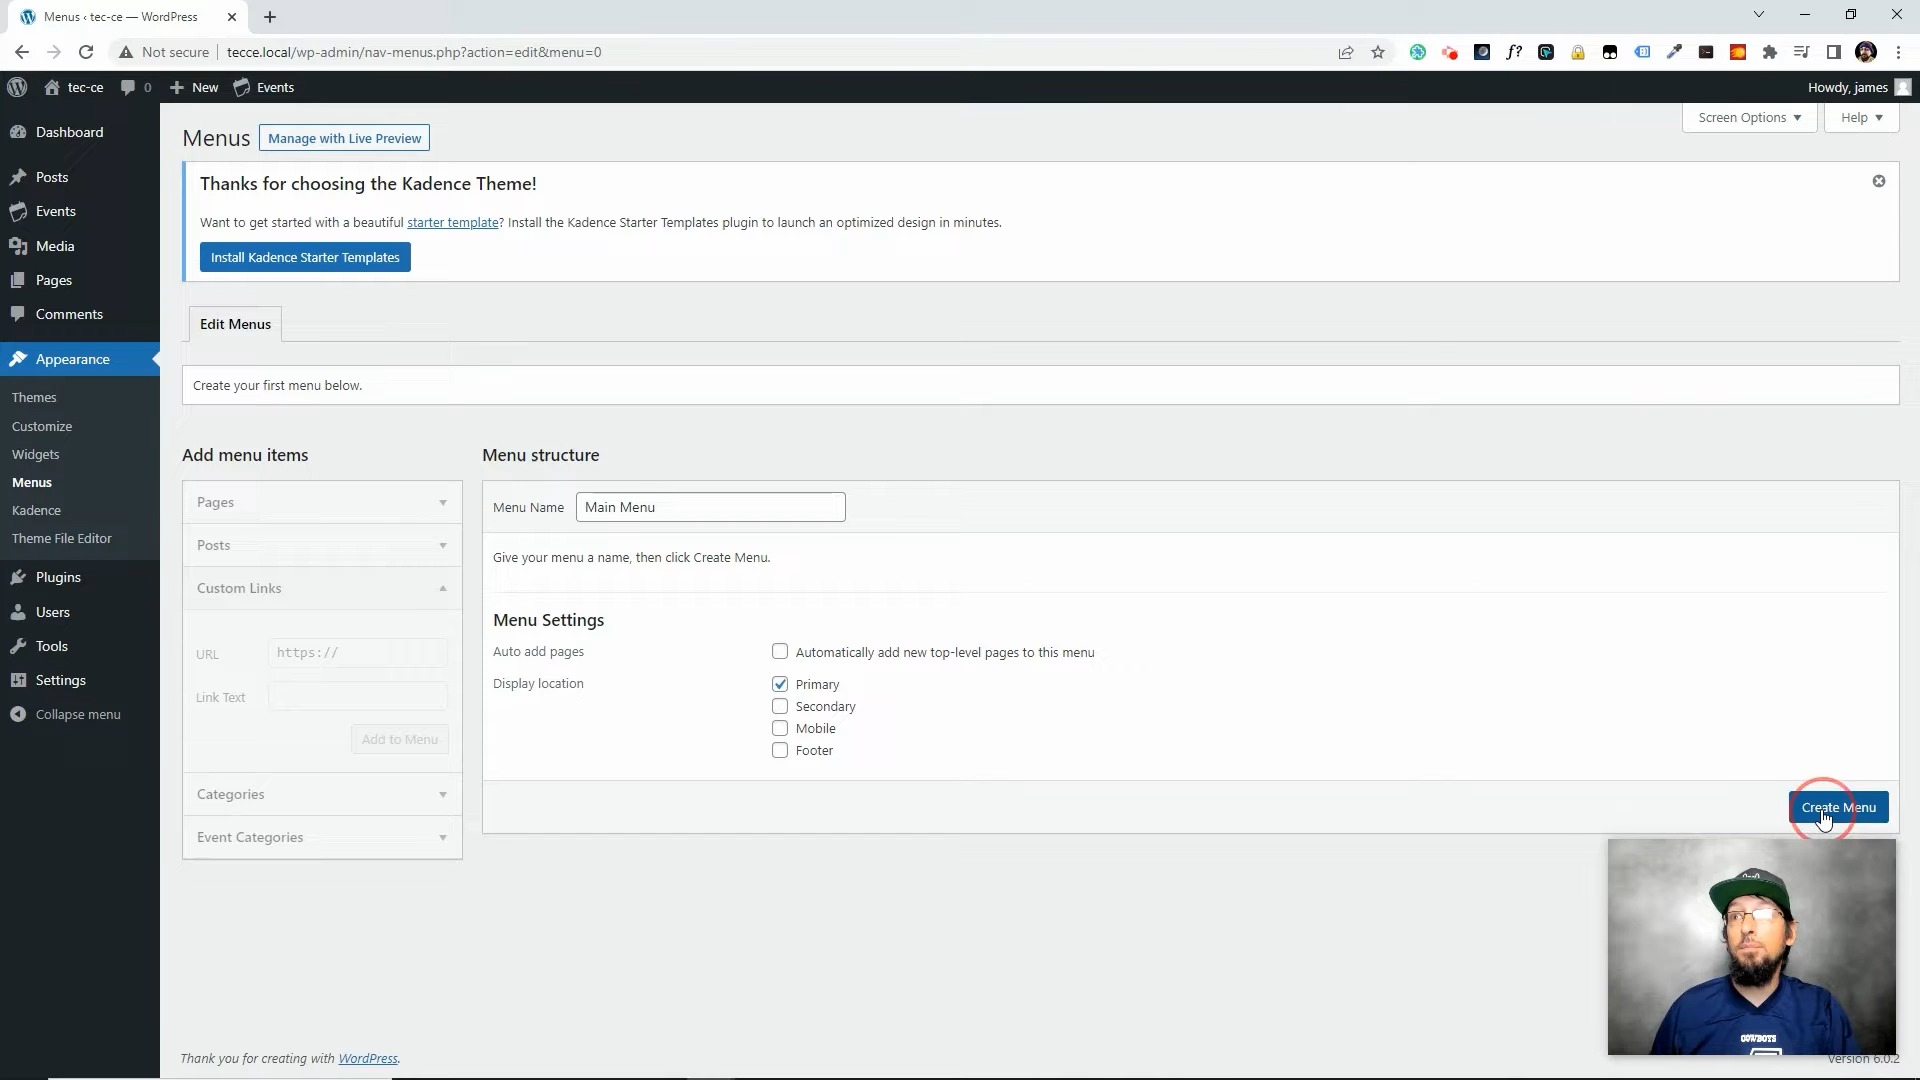 Menus ‹ tec-ce — WordPress
Not secure
tecce.local/wp-admin/nav-menus.php?action=edit&menu=0
f?
tec-ce
0
New
Events
Howdy, james
Dashboard
Posts
Events
Media
Pages
Comments
Appearance
Themes
Customize
Widgets
Menus
Kadence
Theme File Editor
Plugins
Users
Tools
Settings
Collapse menu
Screen Options
Help
Menus
Manage with Live Preview
Thanks for choosing the Kadence Theme!
Want to get started with a beautiful starter template? Install the Kadence Starter Templates plugin to launch an optimized design in minutes.
Install Kadence Starter Templates
Edit Menus
Create your first menu below.
Add menu items
Pages
Posts
Custom Links
URL
https://
Link Text
Add to Menu
Categories
Event Categories
Menu structure
Menu Name
Main Menu
Give your menu a name, then click Create Menu.
Menu Settings
Auto add pages
Automatically add new top-level pages to this menu
Display location
Primary
Secondary
Mobile
Footer
Create Menu
COWBOYS
Thank you for creating with WordPress.
Version 6.0.2